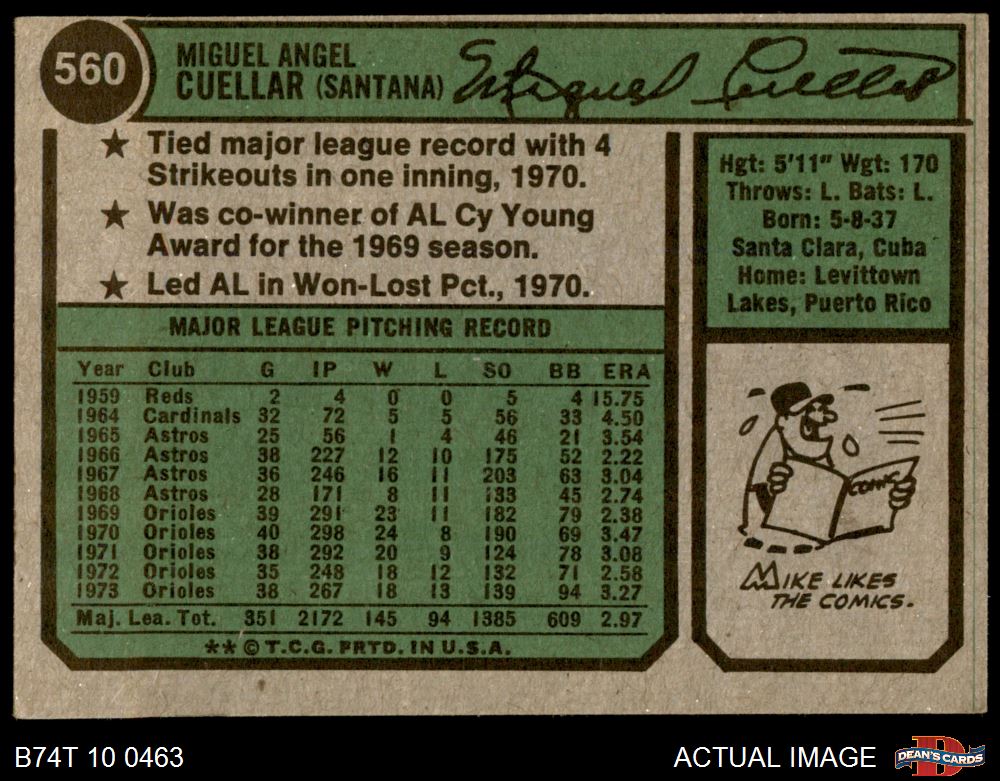 560
MIGUEL ANGEL
CUELLAR (SANTANA)
Miguel Cuellar
★ Tied major league record with 4
Strikeouts in one inning, 1970.
★ Was co-winner of AL Cy Young
Award for the 1969 season.
★ Led AL in Won-Lost Pct., 1970.
MAJOR LEAGUE PITCHING RECORD
Year Club G IP W L SO BB ERA
1959 Reds 2 4 0 0 5 4 15.75
1964 Cardinals 32 72 5 5 56 33 4.50
1965 Astros 25 56 1 4 46 21 3.54
1966 Astros 38 227 12 10 175 52 2.22
1967 Astros 36 246 16 11 203 63 3.04
1968 Astros 28 171 8 11 133 45 2.74
1969 Orioles 39 291 23 11 182 79 2.38
1970 Orioles 40 298 24 8 190 69 3.47
1971 Orioles 38 292 20 9 124 78 3.08
1972 Orioles 35 248 18 12 132 71 2.58
1973 Orioles 38 267 18 13 139 94 3.27
Maj. Lea. Tot. 351 2172 145 94 1385 609 2.97
** © T.C.G. PRTD. IN U.S.A.
Hgt: 5'11" Wgt: 170
Throws: L. Bats: L.
Born: 5-8-37
Santa Clara, Cuba
Home: Levittown
Lakes, Puerto Rico
COMIC
MIKE LIKES
THE COMICS.
B74T 10 0463
ACTUAL IMAGE
D
DEAN'S CARDS